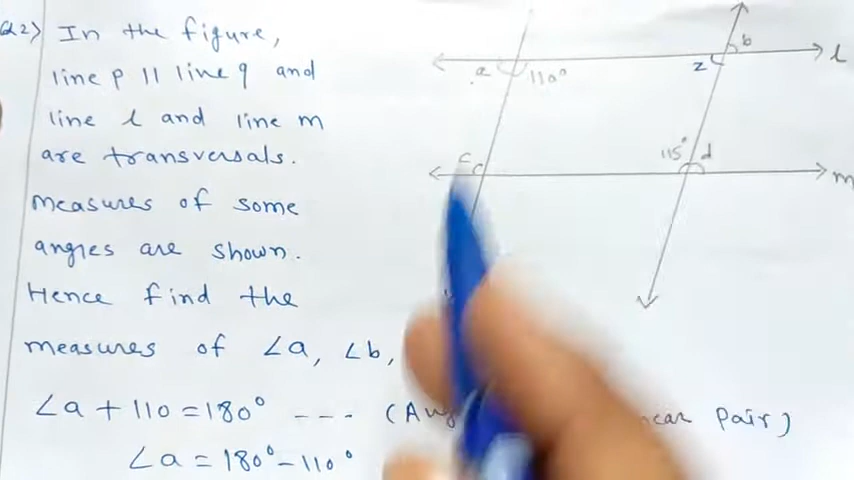 Q2) In the figure,
line p || line q and
line l and line m
are transversals.
Measures of some
angles are shown.
Hence find the
measures of ∠a, ∠b,
∠a + 110 = 180° --- ( pair)
∠a = 180° - 110°
a 110° z b l
c 115° d m